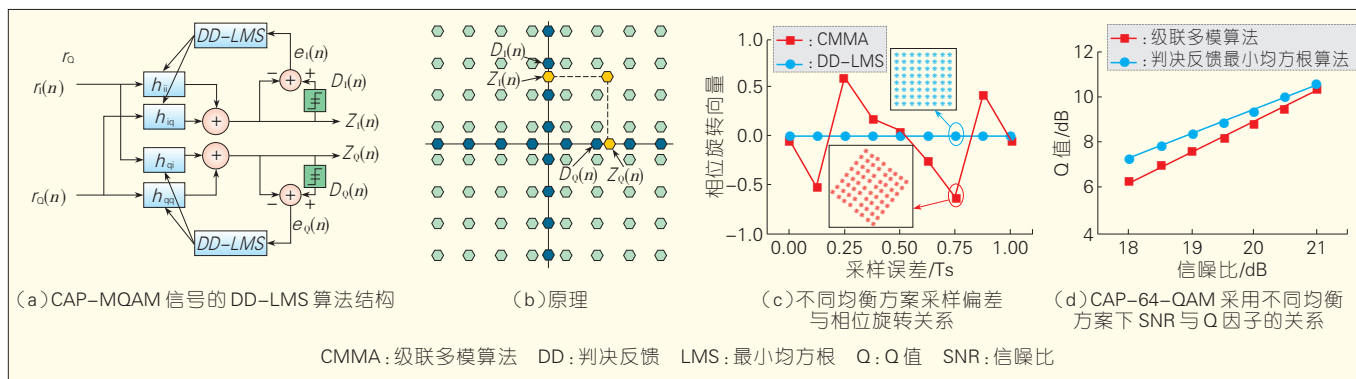 r_Q
r_I(n)
r_Q(n)
h_ii
h_iq
h_qi
h_qq
DD-LMS
e_I(n)
D_I(n)
Z_I(n)
Z_Q(n)
D_Q(n)
e_Q(n)
DD-LMS
− +
+
+
− +
+
(a)CAP-MQAM 信号的 DD-LMS 算法结构
D_I(n)
Z_I(n)
D_Q(n)
Z_Q(n)
(b)原理
:CMMA
:DD-LMS
相位旋转向量
1.0
0.5
0.0
−0.5
−1.0
0.00 0.25 0.50 0.75 1.00
采样误差/Ts
(c)不同均衡方案采样偏差
与相位旋转关系
:级联多模算法
:判决反馈最小均方根算法
Q 值/dB
12
10
8
6
4
18 19 20 21
信噪比/dB
(d)CAP-64-QAM 采用不同均衡
方案下 SNR 与 Q 因子的关系
CMMA:级联多模算法 DD:判决反馈 LMS:最小均方根 Q:Q 值 SNR:信噪比